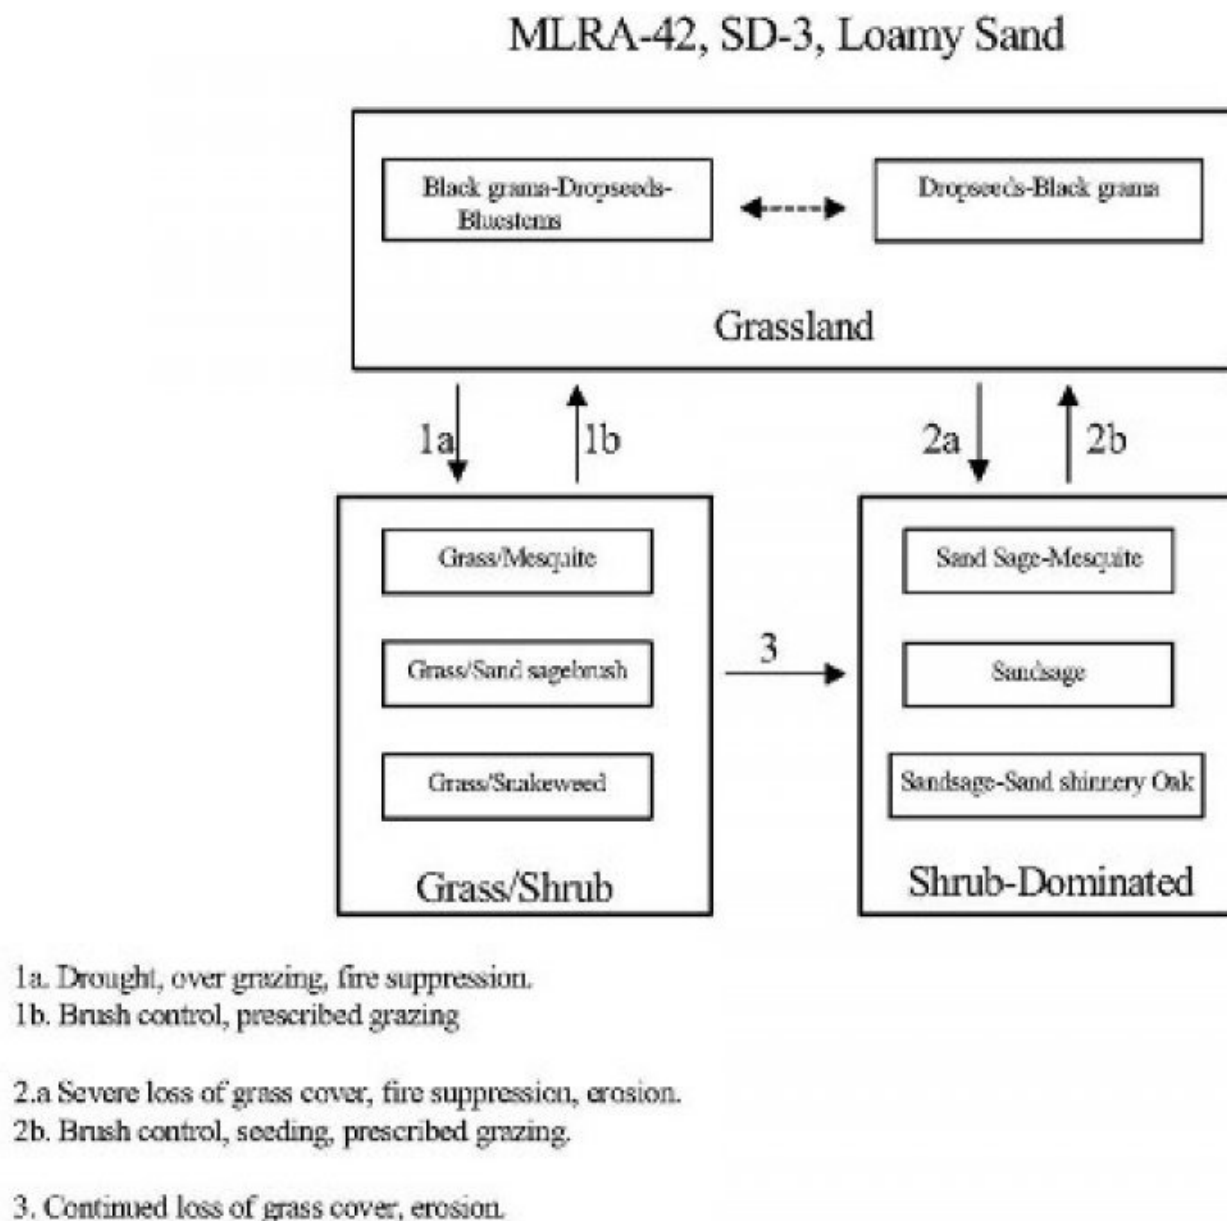 MLRA-42, SD-3, Loamy Sand
Black grama-Dropseeds-
Bluestems
Dropseeds-Black grama
Grassland
1a
1b
2a
2b
Grass/Mesquite
Grass/Sand sagebrush
Grass/Snakeweed
Grass/Shrub
3
Sand Sage-Mesquite
Sandsage
Sandsage-Sand shinnery Oak
Shrub-Dominated
1a. Drought, over grazing, fire suppression.
1b. Brush control, prescribed grazing
2.a Severe loss of grass cover, fire suppression, erosion.
2b. Brush control, seeding, prescribed grazing.
3. Continued loss of grass cover, erosion.